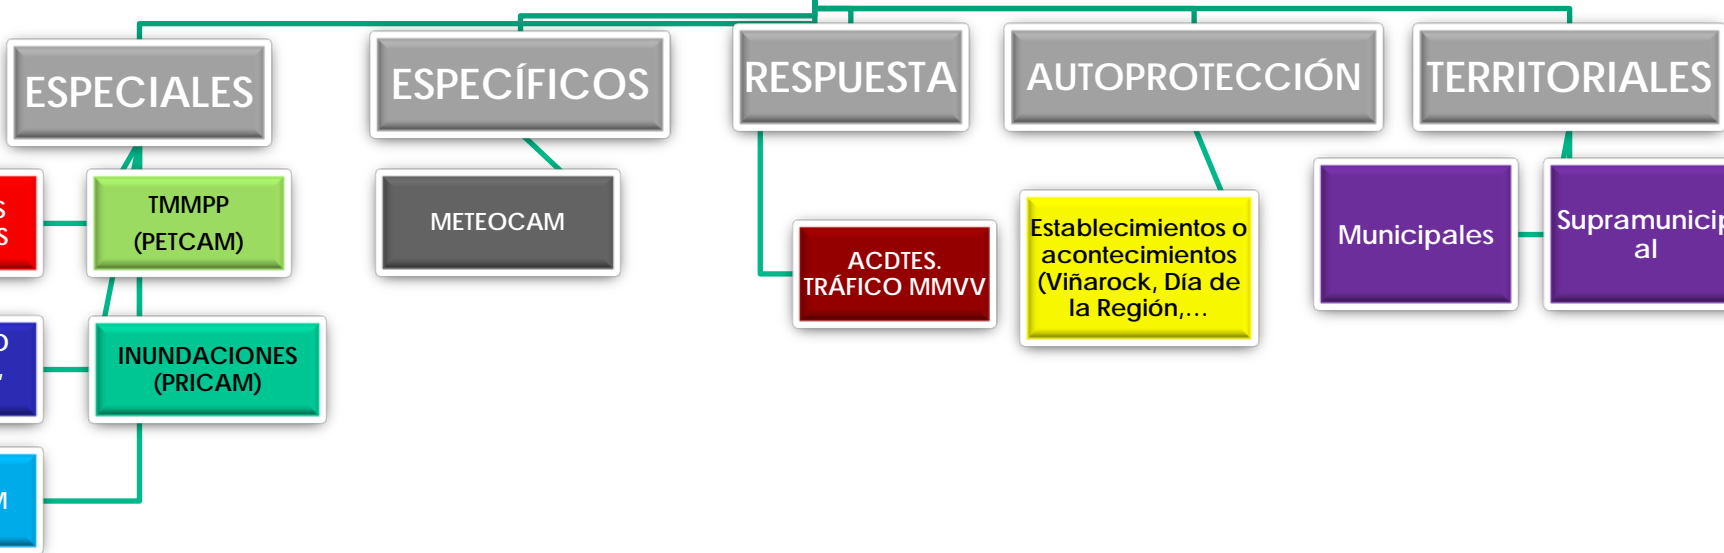 ESPECIALES
ESPECÍFICOS
RESPUESTA
AUTOPROTECCIÓN
TERRITORIALES
S
S
TMMPP
(PETCAM)
METEOCAM
ACDTES.
TRÁFICO MMVV
Establecimientos o
acontecimientos
(Viñarock, Día de
la Región,...
Municipales
Supramunicip
al
INUNDACIONES
(PRICAM)
M